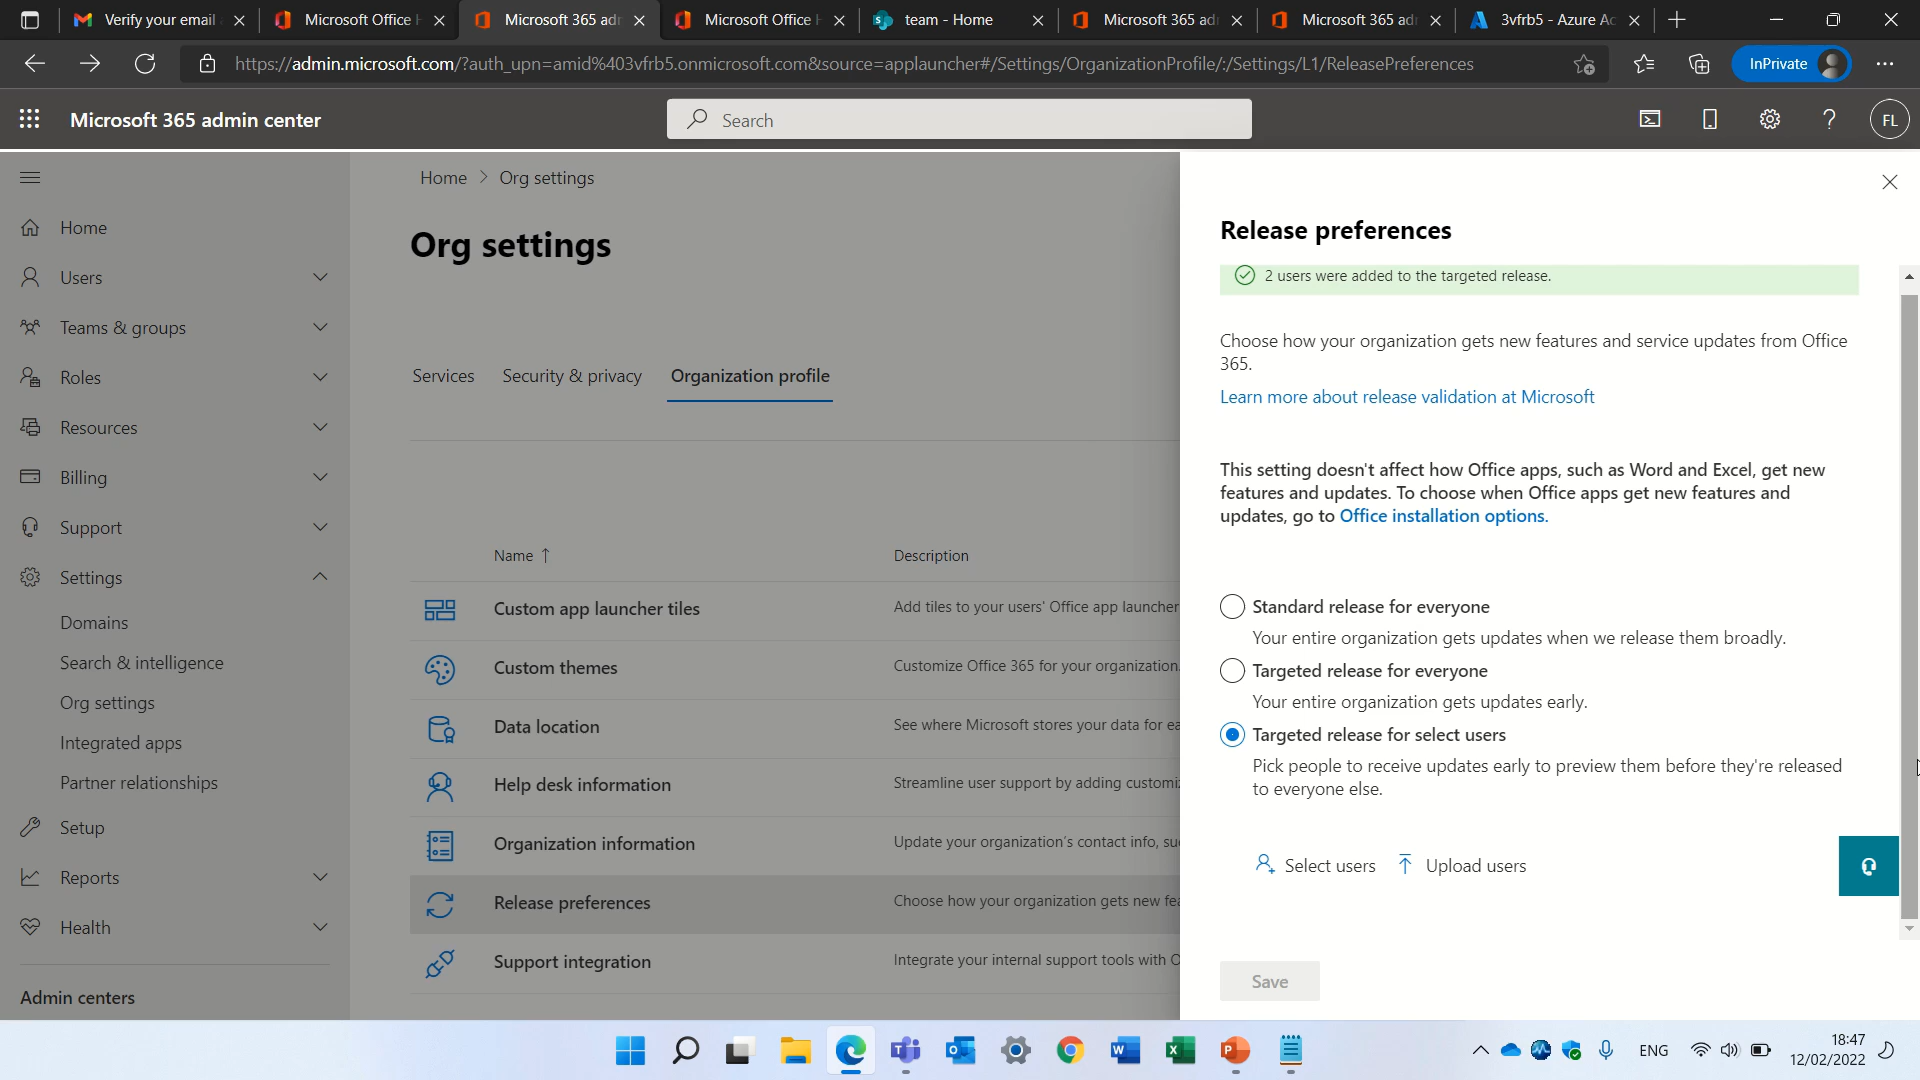 Verify your email
Microsoft Office H
Microsoft 365 adm
Microsoft Office H
team - Home
Microsoft 365 ad
Microsoft 365 ad
3vfrb5 - Azure Ac
https://admin.microsoft.com/?auth_upn=amid%403vfrb5.onmicrosoft.com&source=applauncher#/Settings/OrganizationProfile/:/Settings/L1/ReleasePreferences
InPrivate
Microsoft 365 admin center
Search
FL
Home
Users
Teams & groups
Roles
Resources
Billing
Support
Settings
Domains
Search & intelligence
Org settings
Integrated apps
Partner relationships
Setup
Reports
Health
Admin centers
Home > Org settings
Org settings
Services
Security & privacy
Organization profile
Name ↑
Description
Custom app launcher tiles
Add tiles to your users' Office app launcher
Custom themes
Customize Office 365 for your organization.
Data location
See where Microsoft stores your data for ea
Help desk information
Streamline user support by adding customi
Organization information
Update your organization's contact info, su
Release preferences
Choose how your organization gets new fea
Support integration
Integrate your internal support tools with O
Release preferences
2 users were added to the targeted release.
Choose how your organization gets new features and service updates from Office
365.
Learn more about release validation at Microsoft
This setting doesn't affect how Office apps, such as Word and Excel, get new
features and updates. To choose when Office apps get new features and
updates, go to Office installation options.
Standard release for everyone
Your entire organization gets updates when we release them broadly.
Targeted release for everyone
Your entire organization gets updates early.
Targeted release for select users
Pick people to receive updates early to preview them before they're released
to everyone else.
Select users
Upload users
Save
ENG
18:47
12/02/2022